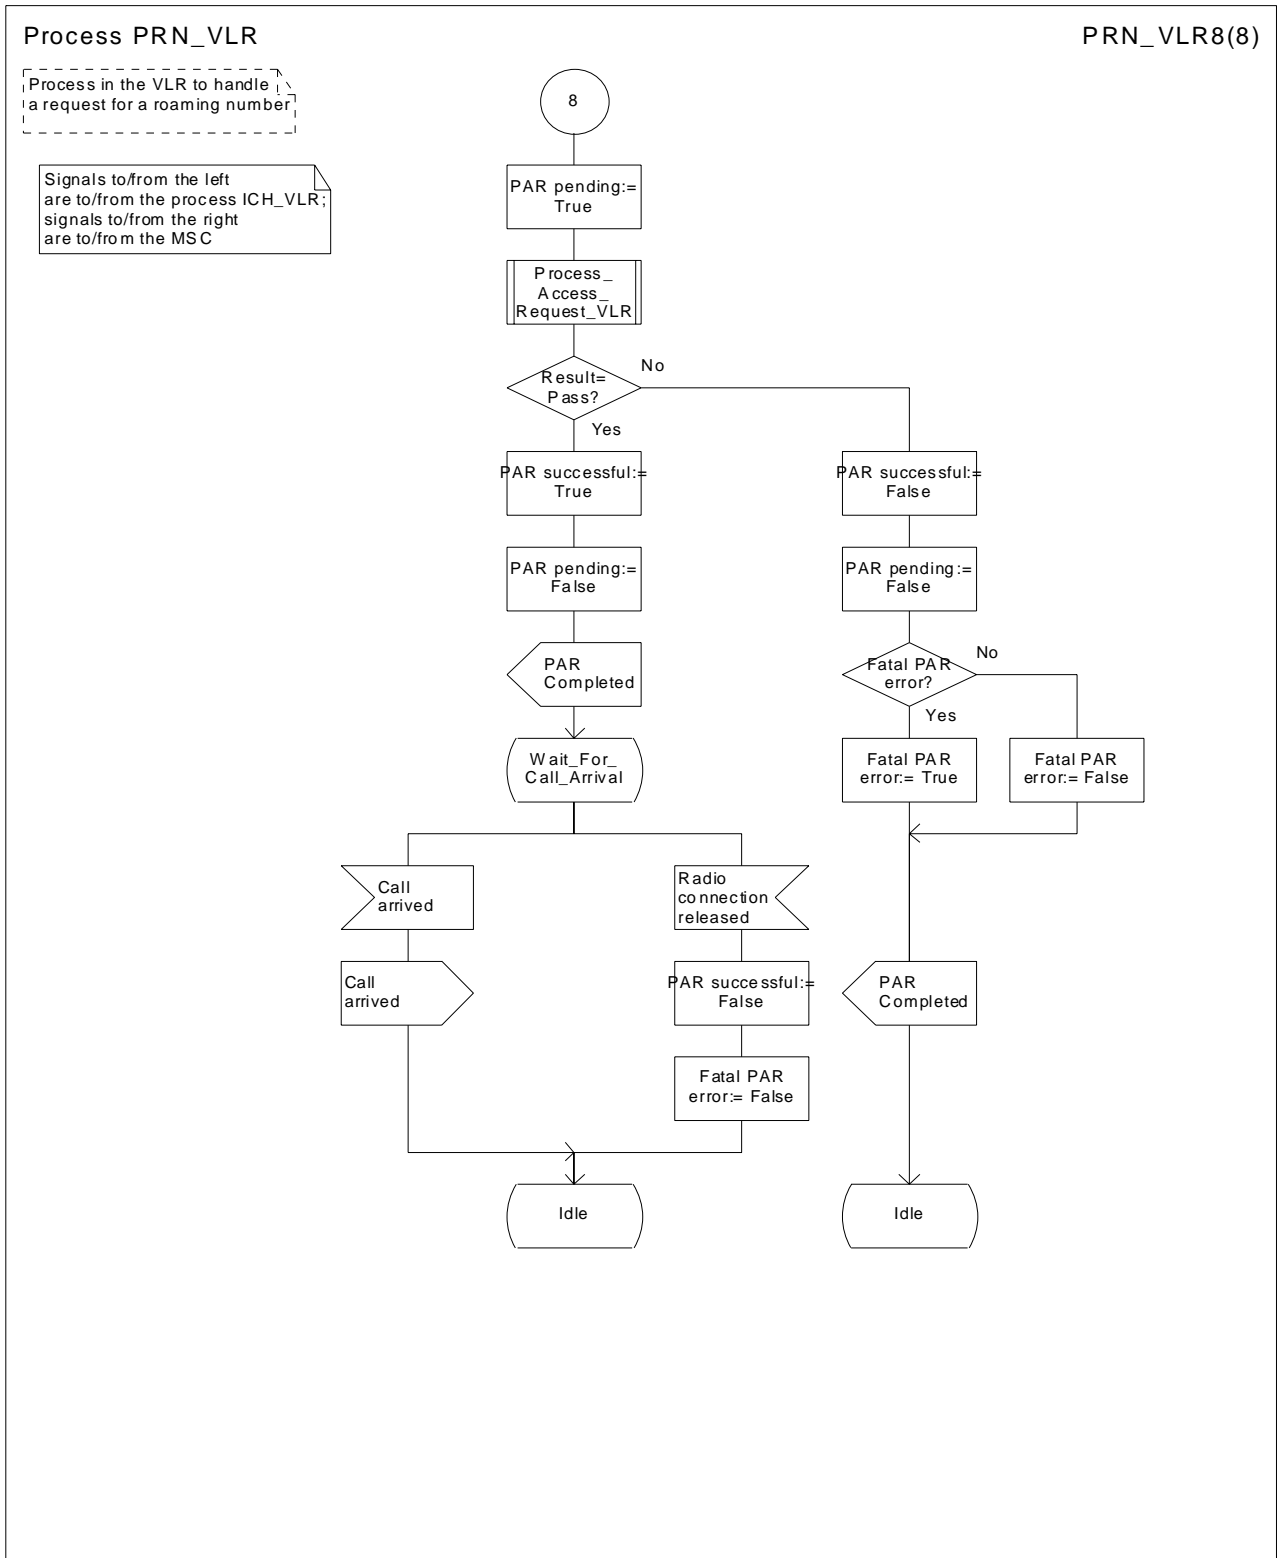 Process PRN_VLR
PRN_VLR8(8)
Process in the VLR to handle
a request for a roaming number
Signals to/from the left
are to/from the process ICH_VLR;
signals to/from the right
are to/from the MSC
8
PAR pending:=
True
Process_
Access_
Request_VLR
Result=
Pass?
No
Yes
PAR successful:=
True
PAR successful:=
False
PAR pending:=
False
PAR pending:=
False
PAR
Completed
Fatal PAR
error?
No
Yes
Wait_For_
Call_Arrival
Fatal PAR
error:= True
Fatal PAR
error:= False
Call
arrived
Radio
connection
released
Call
arrived
PAR successful:=
False
PAR
Completed
Fatal PAR
error:= False
Idle
Idle